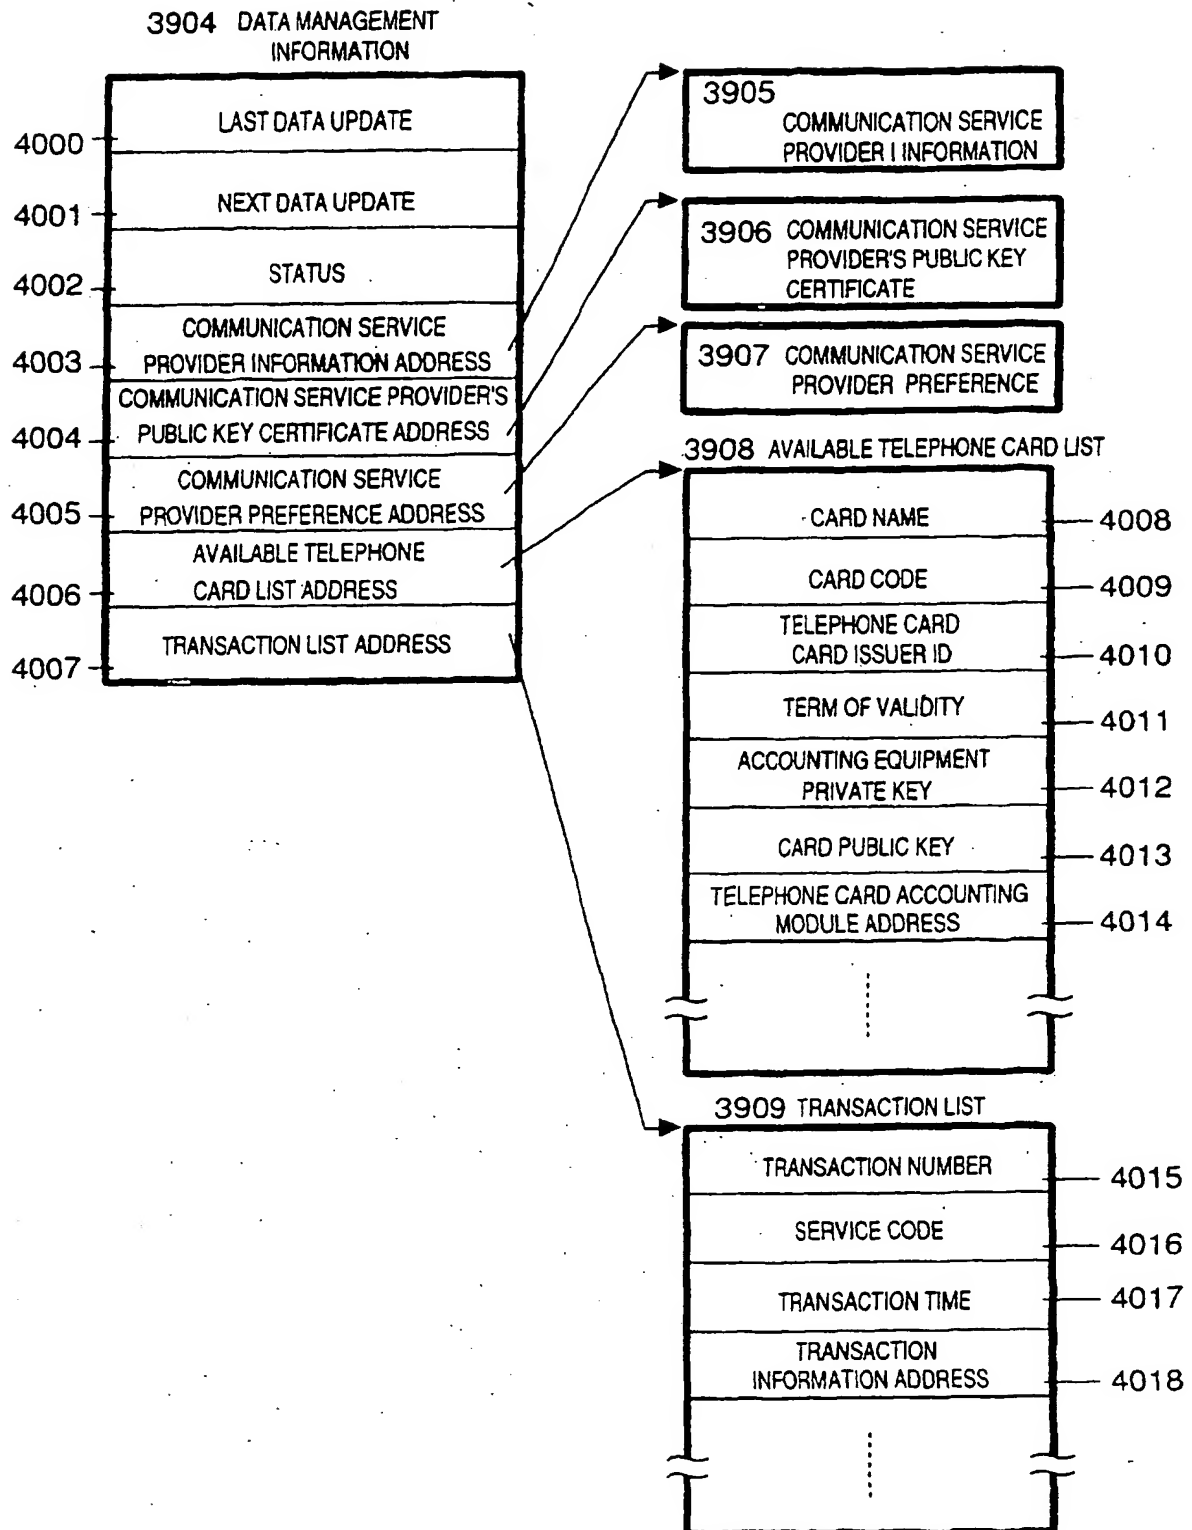 3904 DATA MANAGEMENT
INFORMATION
LAST DATA UPDATE
4000
NEXT DATA UPDATE
4001
STATUS
4002
COMMUNICATION SERVICE
PROVIDER INFORMATION ADDRESS
4003
COMMUNICATION SERVICE PROVIDER'S
PUBLIC KEY CERTIFICATE ADDRESS
4004
COMMUNICATION SERVICE
PROVIDER PREFERENCE ADDRESS
4005
AVAILABLE TELEPHONE
CARD LIST ADDRESS
4006
TRANSACTION LIST ADDRESS
4007
3905
COMMUNICATION SERVICE
PROVIDER I INFORMATION
3906 COMMUNICATION SERVICE
PROVIDER'S PUBLIC KEY
CERTIFICATE
3907 COMMUNICATION SERVICE
PROVIDER PREFERENCE
3908 AVAILABLE TELEPHONE CARD LIST
CARD NAME 4008
CARD CODE 4009
TELEPHONE CARD
CARD ISSUER ID 4010
TERM OF VALIDITY 4011
ACCOUNTING EQUIPMENT
PRIVATE KEY 4012
CARD PUBLIC KEY 4013
TELEPHONE CARD ACCOUNTING
MODULE ADDRESS 4014
3909 TRANSACTION LIST
TRANSACTION NUMBER 4015
SERVICE CODE 4016
TRANSACTION TIME 4017
TRANSACTION
INFORMATION ADDRESS 4018